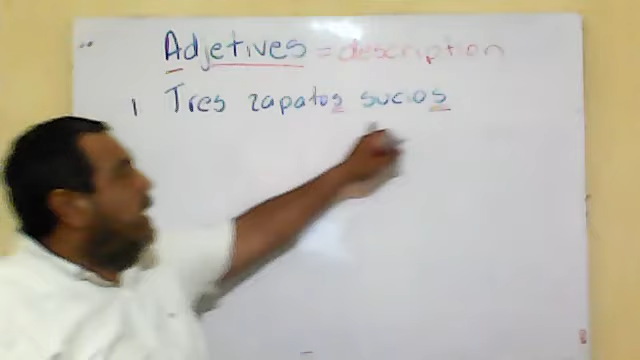 Adjetives = description
1 Tres zapatos sucios